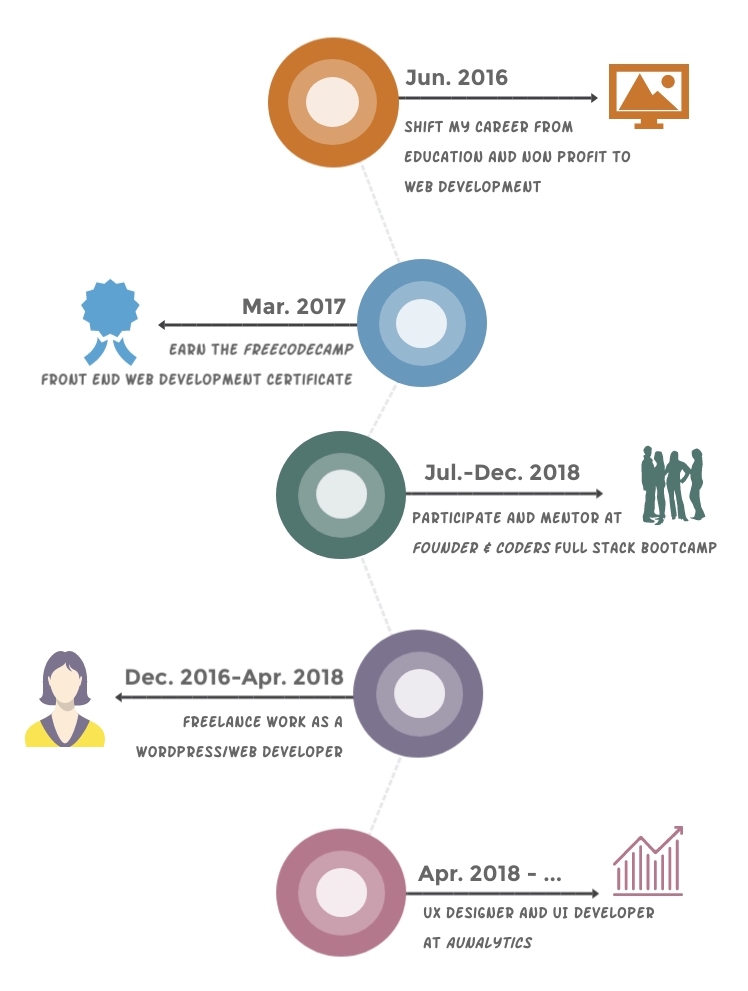 Jun. 2016
SHIFT MY CAREER FROM
EDUCATION AND NON PROFIT TO
WEB DEVELOPMENT
Mar. 2017
EARN THE FREECODECAMP
FRONT END WEB DEVELOPMENT CERTIFICATE
Jul.-Dec. 2018
PARTICIPATE AND MENTOR AT
FOUNDER & CODERS FULL STACK BOOTCAMP
Dec. 2016-Apr. 2018
FREELANCE WORK AS A
WORDPRESS/WEB DEVELOPER
Apr. 2018 - ...
UX DESIGNER AND UI DEVELOPER
AT AUNALYTICS